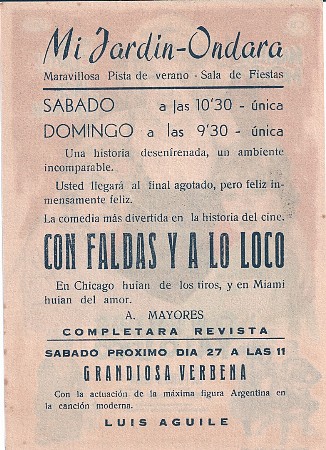 Mi Jardin-Ondara
Maravillosa Pista de verano - Sala de Fiestas
SABADO a las 10'30 - única
DOMINGO a las 9'30 - única
Una historia desenfrenada, un ambiente
incomparable.
Usted llegará al final agotado, pero feliz in-
mensamente feliz.
La comedia más divertida en la historia del cine.
CON FALDAS Y A LO LOCO
En Chicago huian de los tiros, y en Miami
huian del amor.
A. MAYORES
COMPLETARA REVISTA
SABADO PROXIMO DIA 27 A LAS 11
GRANDIOSA VERBENA
Con la actuación de la máxima figura Argentina en
la canción moderna.
LUIS AGUILE